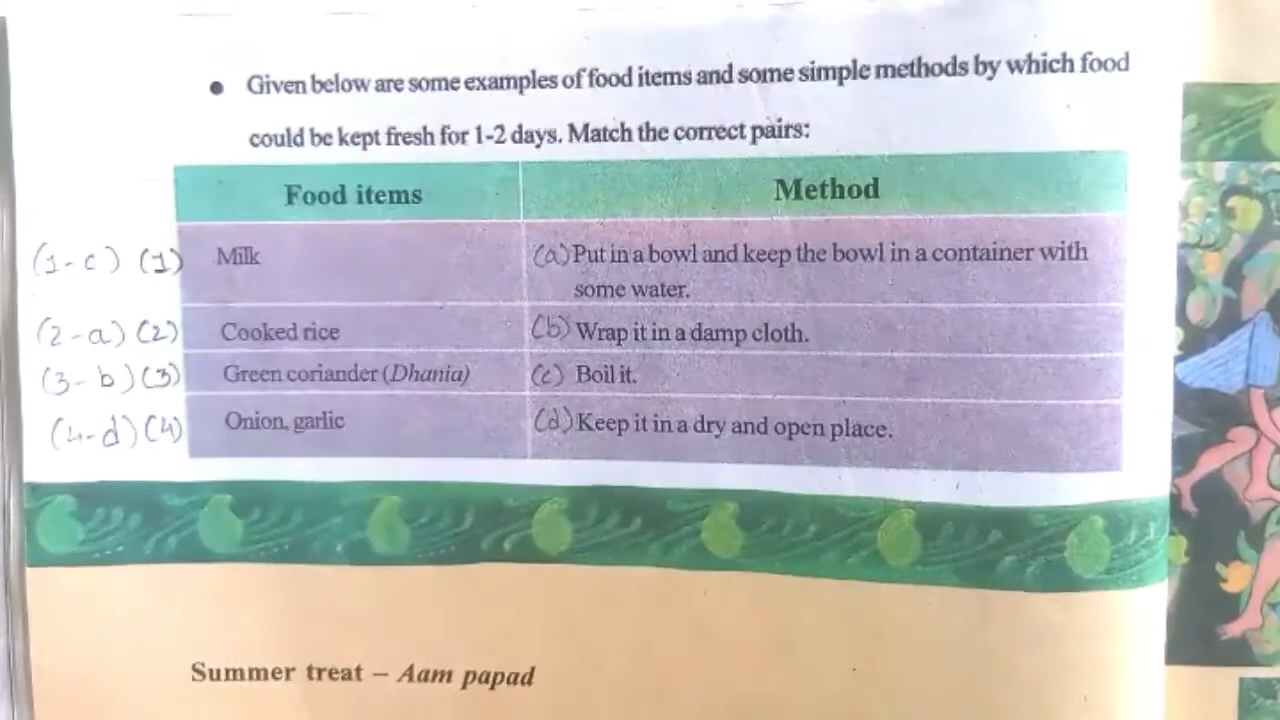 ● Given below are some examples of food items and some simple methods by which food
could be kept fresh for 1-2 days. Match the correct pairs:
Food items Method
(1-c) (1) Milk (a) Put in a bowl and keep the bowl in a container with
some water.
(2-a) (2) Cooked rice (b) Wrap it in a damp cloth.
(3-b) (3) Green coriander (Dhania) (c) Boil it.
(4-d) (4) Onion, garlic (d) Keep it in a dry and open place.
Summer treat – Aam papad